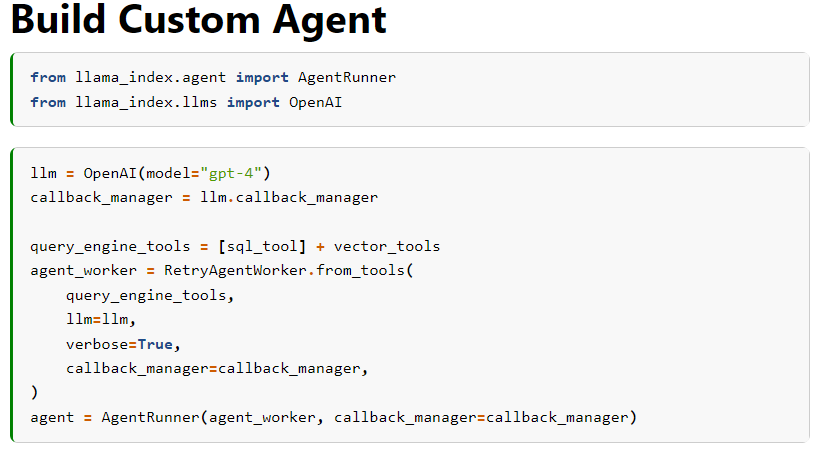 Build Custom Agent
from llama_index.agent import AgentRunner
from llama_index.llms import OpenAI
llm = OpenAI(model="gpt-4")
callback_manager = llm.callback_manager
query_engine_tools = [sql_tool] + vector_tools
agent_worker = RetryAgentWorker.from_tools(
    query_engine_tools,
    llm=llm,
    verbose=True,
    callback_manager=callback_manager,
)
agent = AgentRunner(agent_worker, callback_manager=callback_manager)